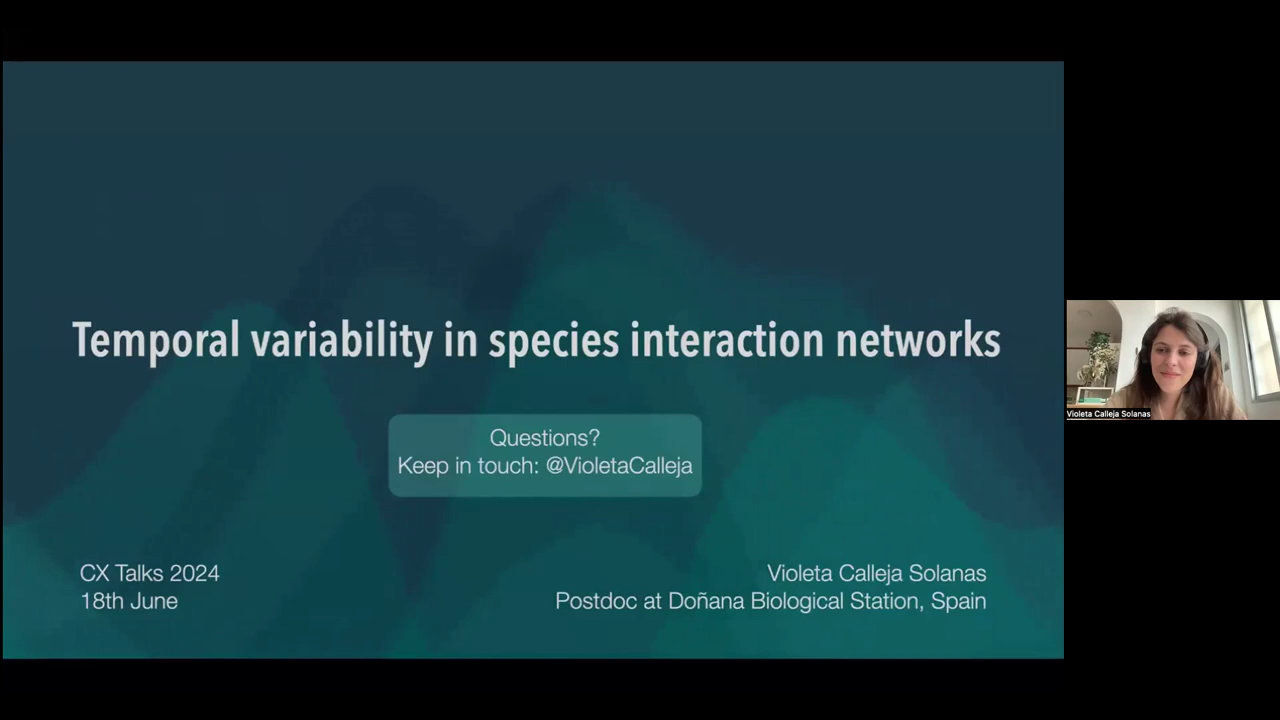 Temporal variability in species interaction networks
Questions?
Keep in touch: @VioletaCalleja
CX Talks 2024
18th June
Violeta Calleja Solanas
Postdoc at Doñana Biological Station, Spain
Violeta Calleja Solanas